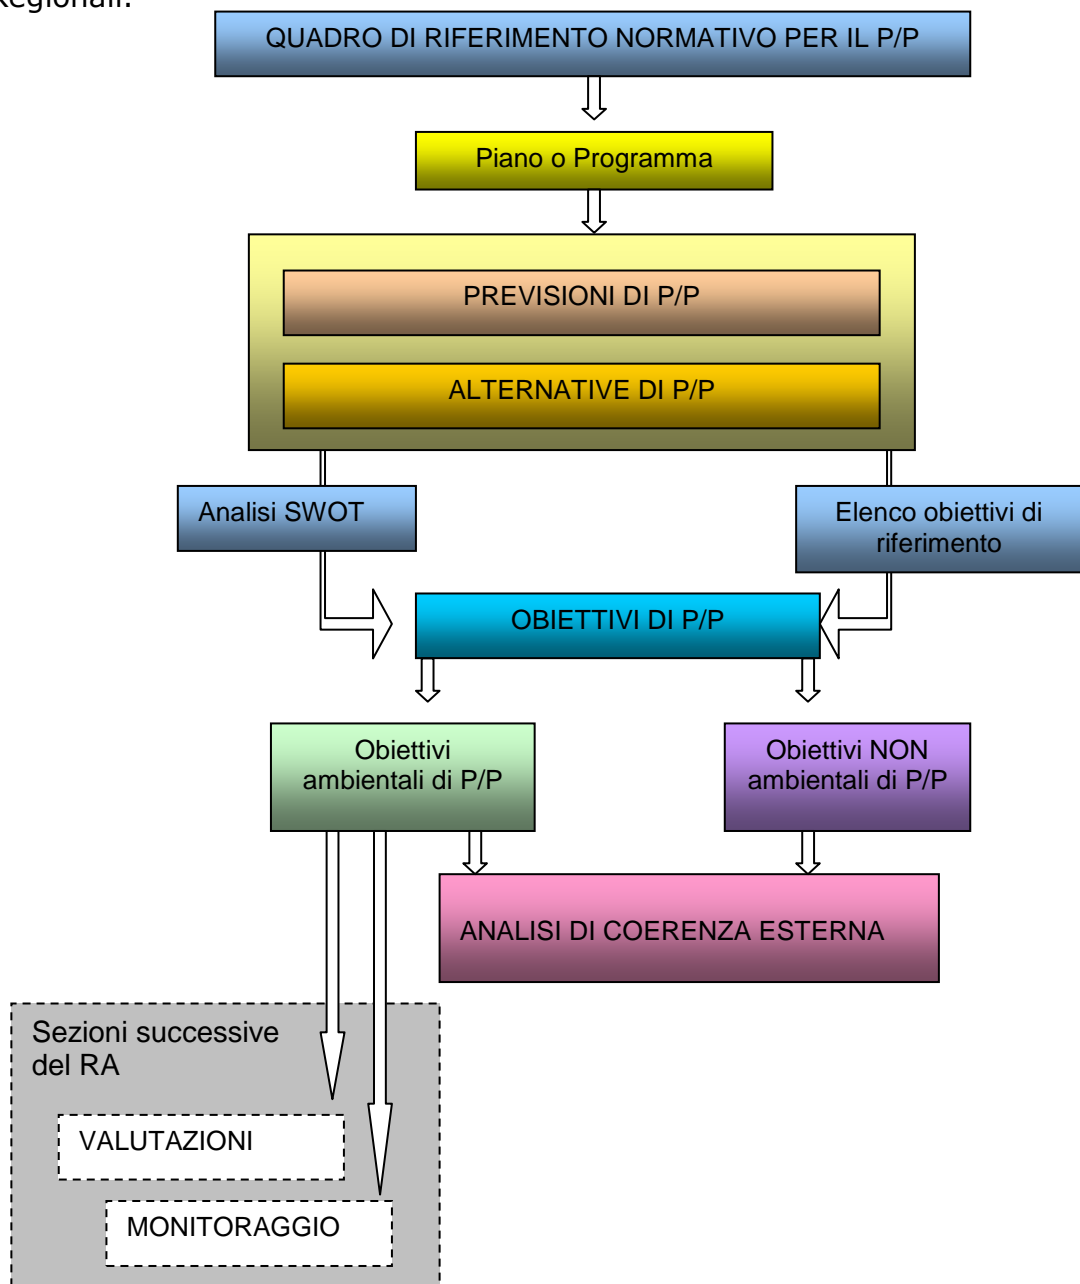 Regionali.
QUADRO DI RIFERIMENTO NORMATIVO PER IL P/P
Piano o Programma
PREVISIONI DI P/P
ALTERNATIVE DI P/P
Analisi SWOT
Elenco obiettivi di
riferimento
OBIETTIVI DI P/P
Obiettivi
ambientali di P/P
Obiettivi NON
ambientali di P/P
ANALISI DI COERENZA ESTERNA
Sezioni successive
del RA
VALUTAZIONI
MONITORAGGIO